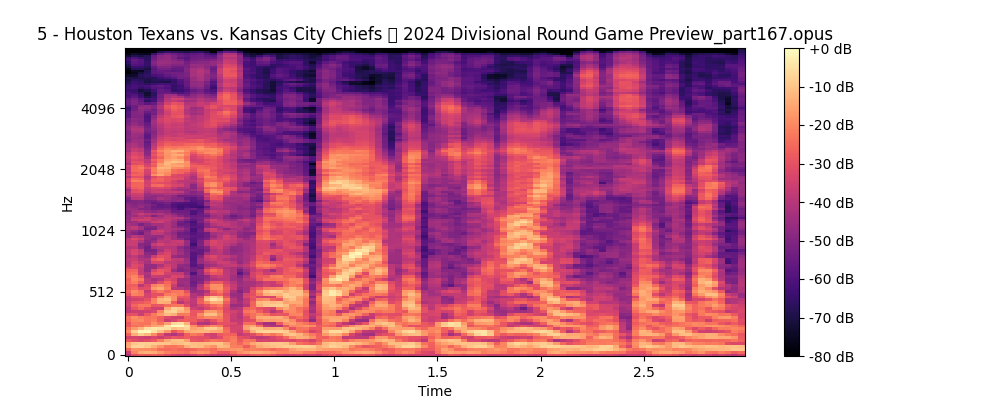 5 - Houston Texans vs. Kansas City Chiefs ▯ 2024 Divisional Round Game Preview_part167.opus
+0 dB
-10 dB
-20 dB
-30 dB
-40 dB
-50 dB
-60 dB
-70 dB
-80 dB
4096
2048
1024
512
0
Hz
0
0.5
1
1.5
2
2.5
Time